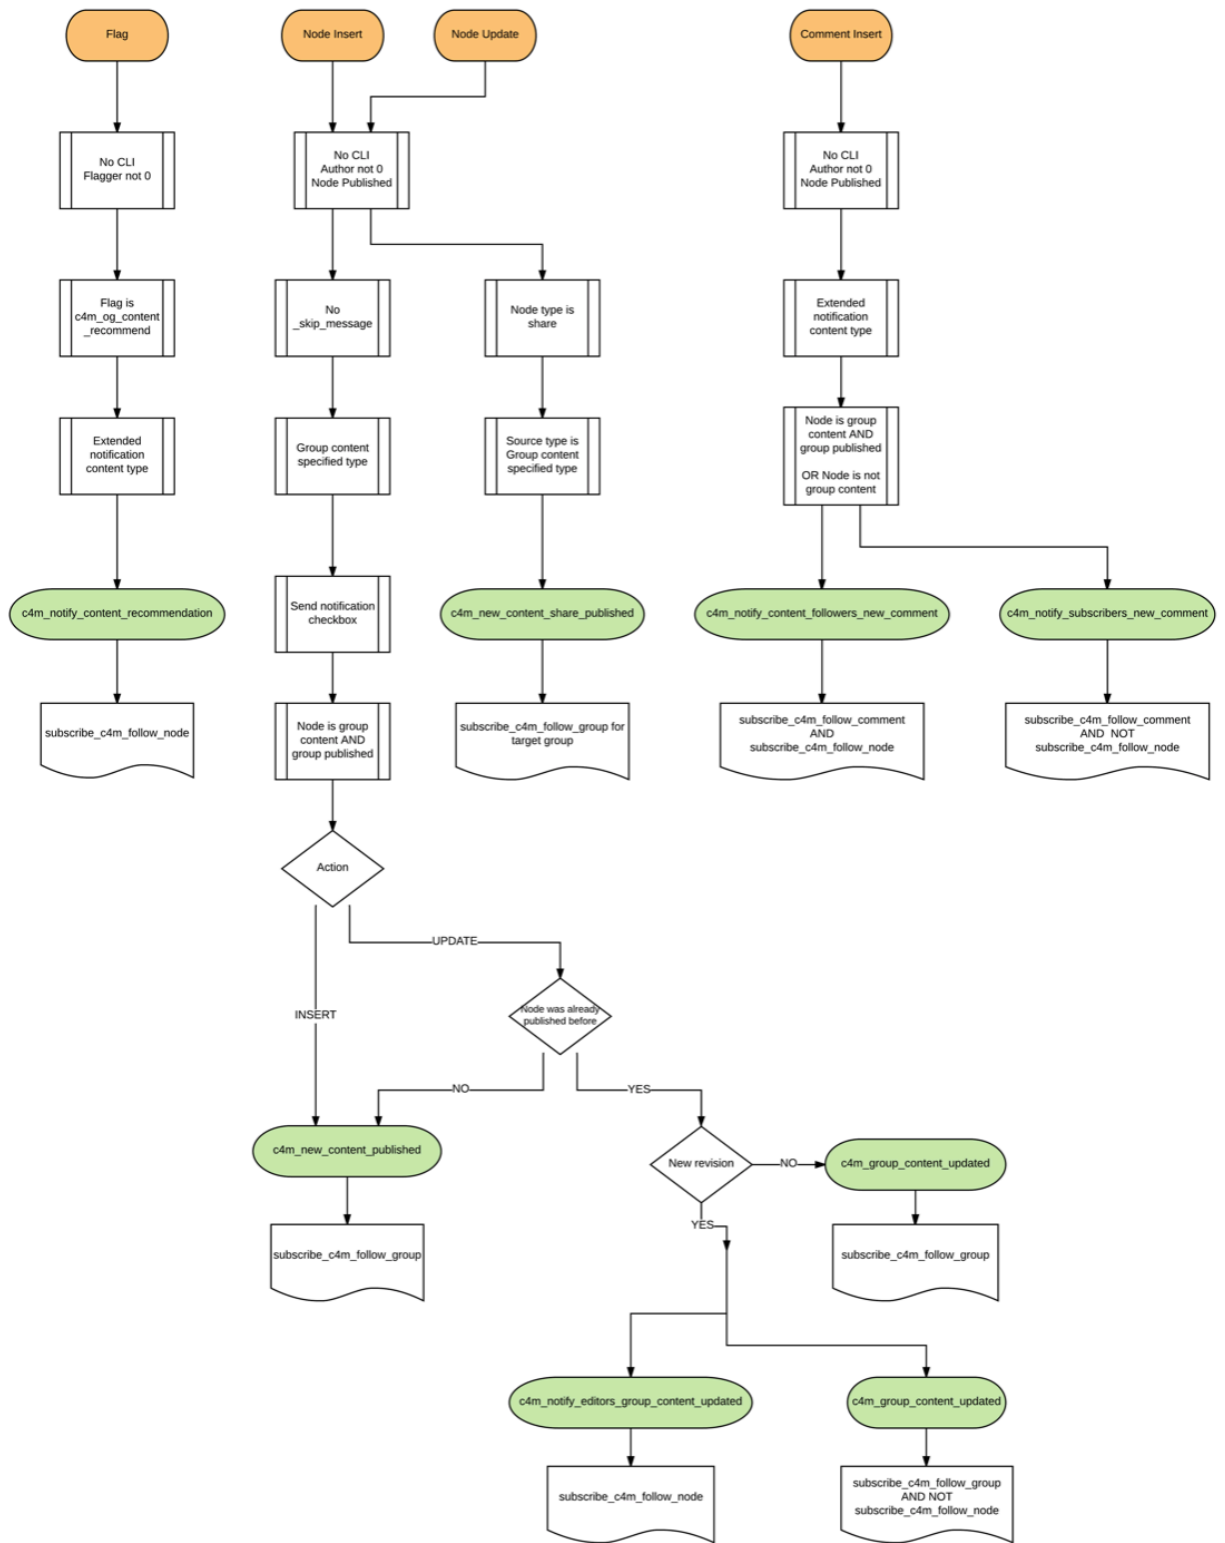 Flag
Node Insert
Node Update
Comment Insert
No CLI
Flagger not 0
No CLI
Author not 0
Node Published
No CLI
Author not 0
Node Published
Flag is
c4m_og_content
_recommend
No
_skip_message
Node type is
share
Extended
notification
content type
Extended
notification
content type
Group content
specified type
Source type is
Group content
specified type
Node is group
content AND
group published
OR Node is not
group content
c4m_notify_content_recommendation
Send notification
checkbox
c4m_new_content_share_published
c4m_notify_content_followers_new_comment
c4m_notify_subscribers_new_comment
subscribe_c4m_follow_node
Node is group
content AND
group published
subscribe_c4m_follow_group for
target group
subscribe_c4m_follow_comment
AND
subscribe_c4m_follow_node
subscribe_c4m_follow_comment
AND NOT
subscribe_c4m_follow_node
Action
UPDATE
INSERT
Node was already
published before
NO
YES
c4m_new_content_published
New revision
NO
c4m_group_content_updated
YES
subscribe_c4m_follow_group
subscribe_c4m_follow_group
c4m_notify_editors_group_content_updated
c4m_group_content_updated
subscribe_c4m_follow_node
subscribe_c4m_follow_group
AND NOT
subscribe_c4m_follow_node